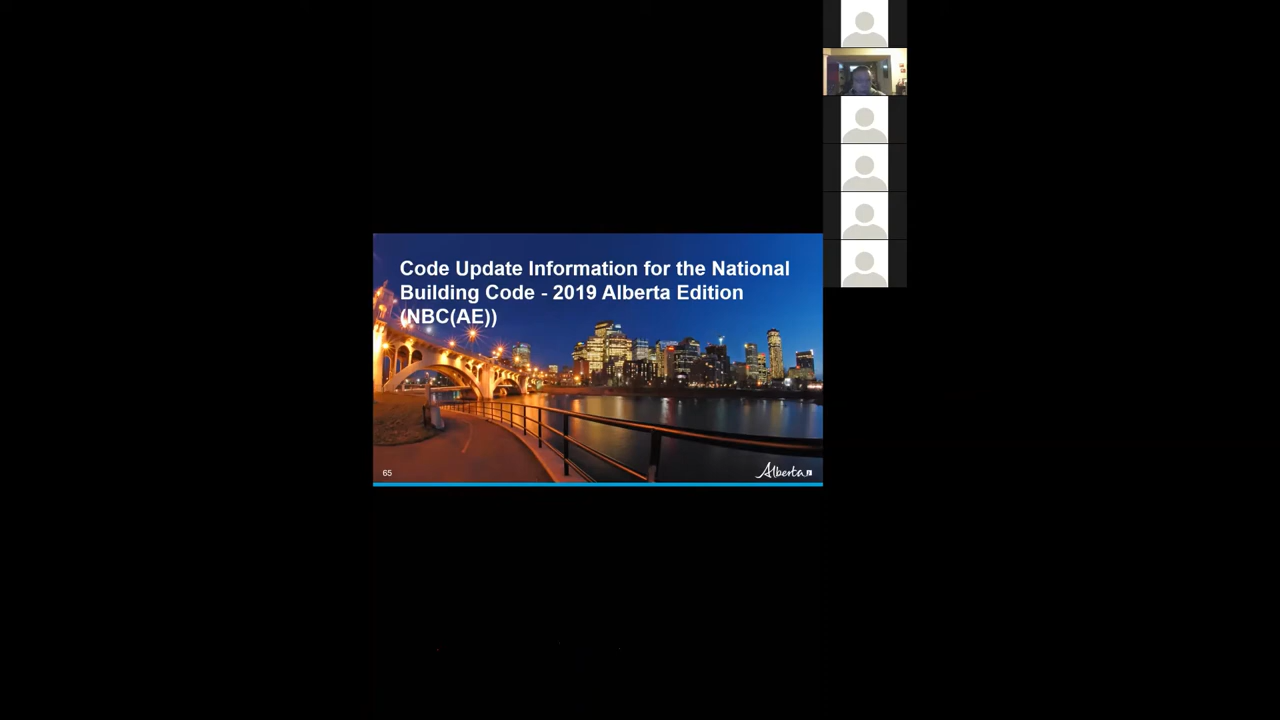 Code Update Information for the National
Building Code - 2019 Alberta Edition
(NBC(AE))
65
Alberta